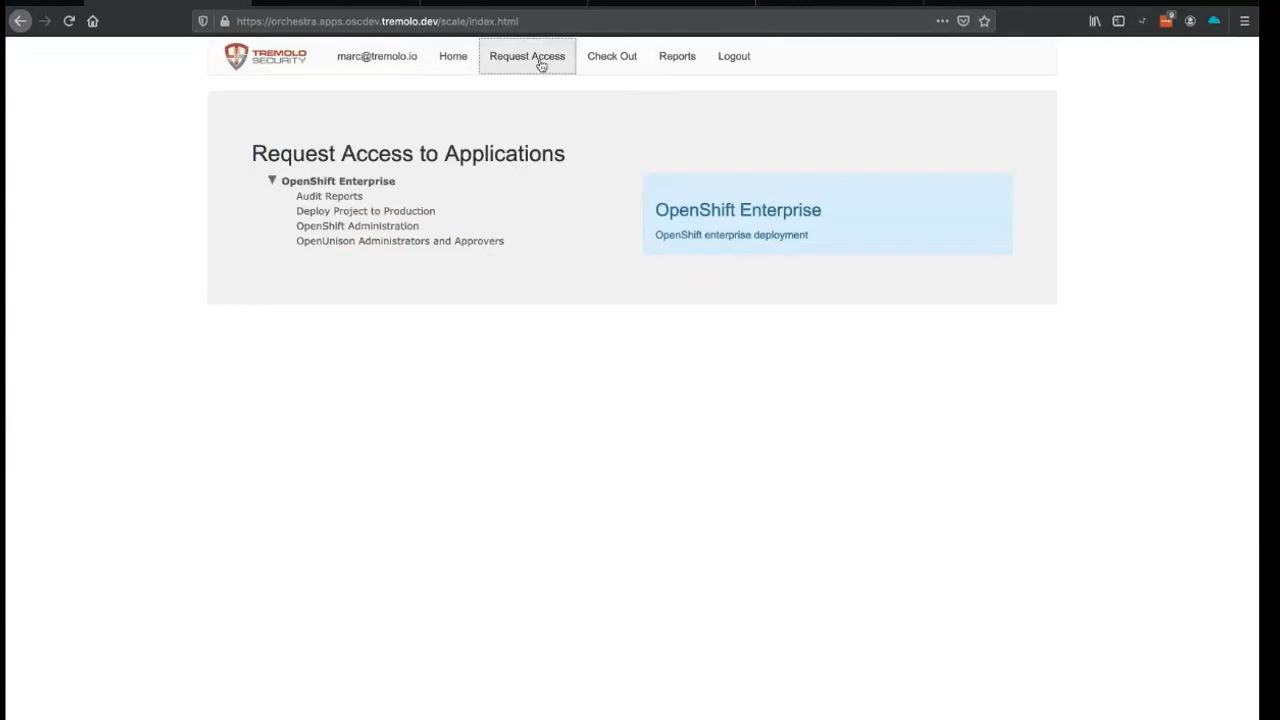 https://orchestra.apps.oscdev.tremolo.dev/scale/index.html
9
TREMOLO
SECURITY
marc@tremolo.io Home Request Access Check Out Reports Logout
Request Access to Applications
OpenShift Enterprise
Audit Reports
Deploy Project to Production
OpenShift Administration
OpenUnison Administrators and Approvers
OpenShift Enterprise
OpenShift enterprise deployment